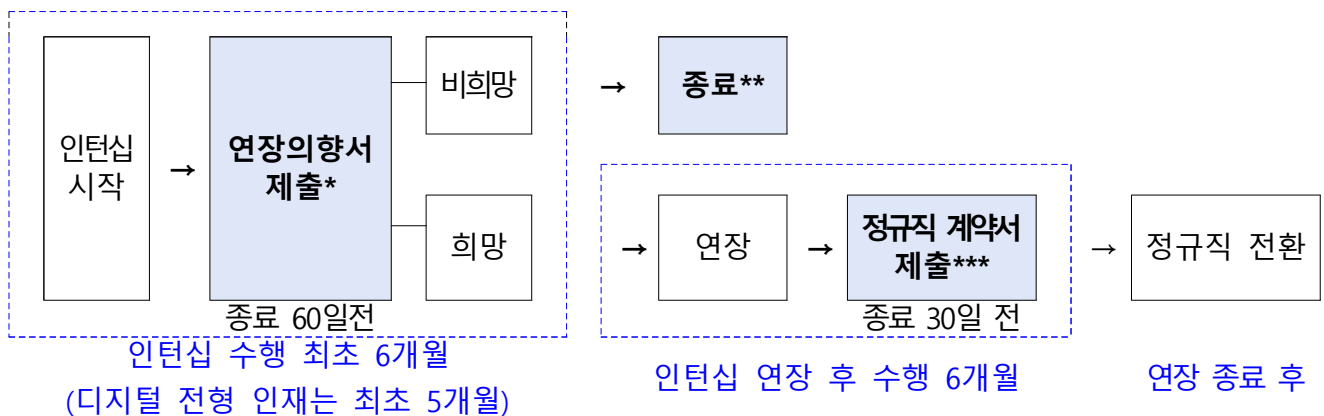 인턴십
시작
→
연장의향서
제출*
비희망
희망
종료 60일전
인턴십 수행 최초 6개월
(디지털 전형 인재는 최초 5개월)
→
종료**
→
연장
→
정규직 계약서
제출***
종료 30일 전
인턴십 연장 후 수행 6개월
→
정규직 전환
연장 종료 후